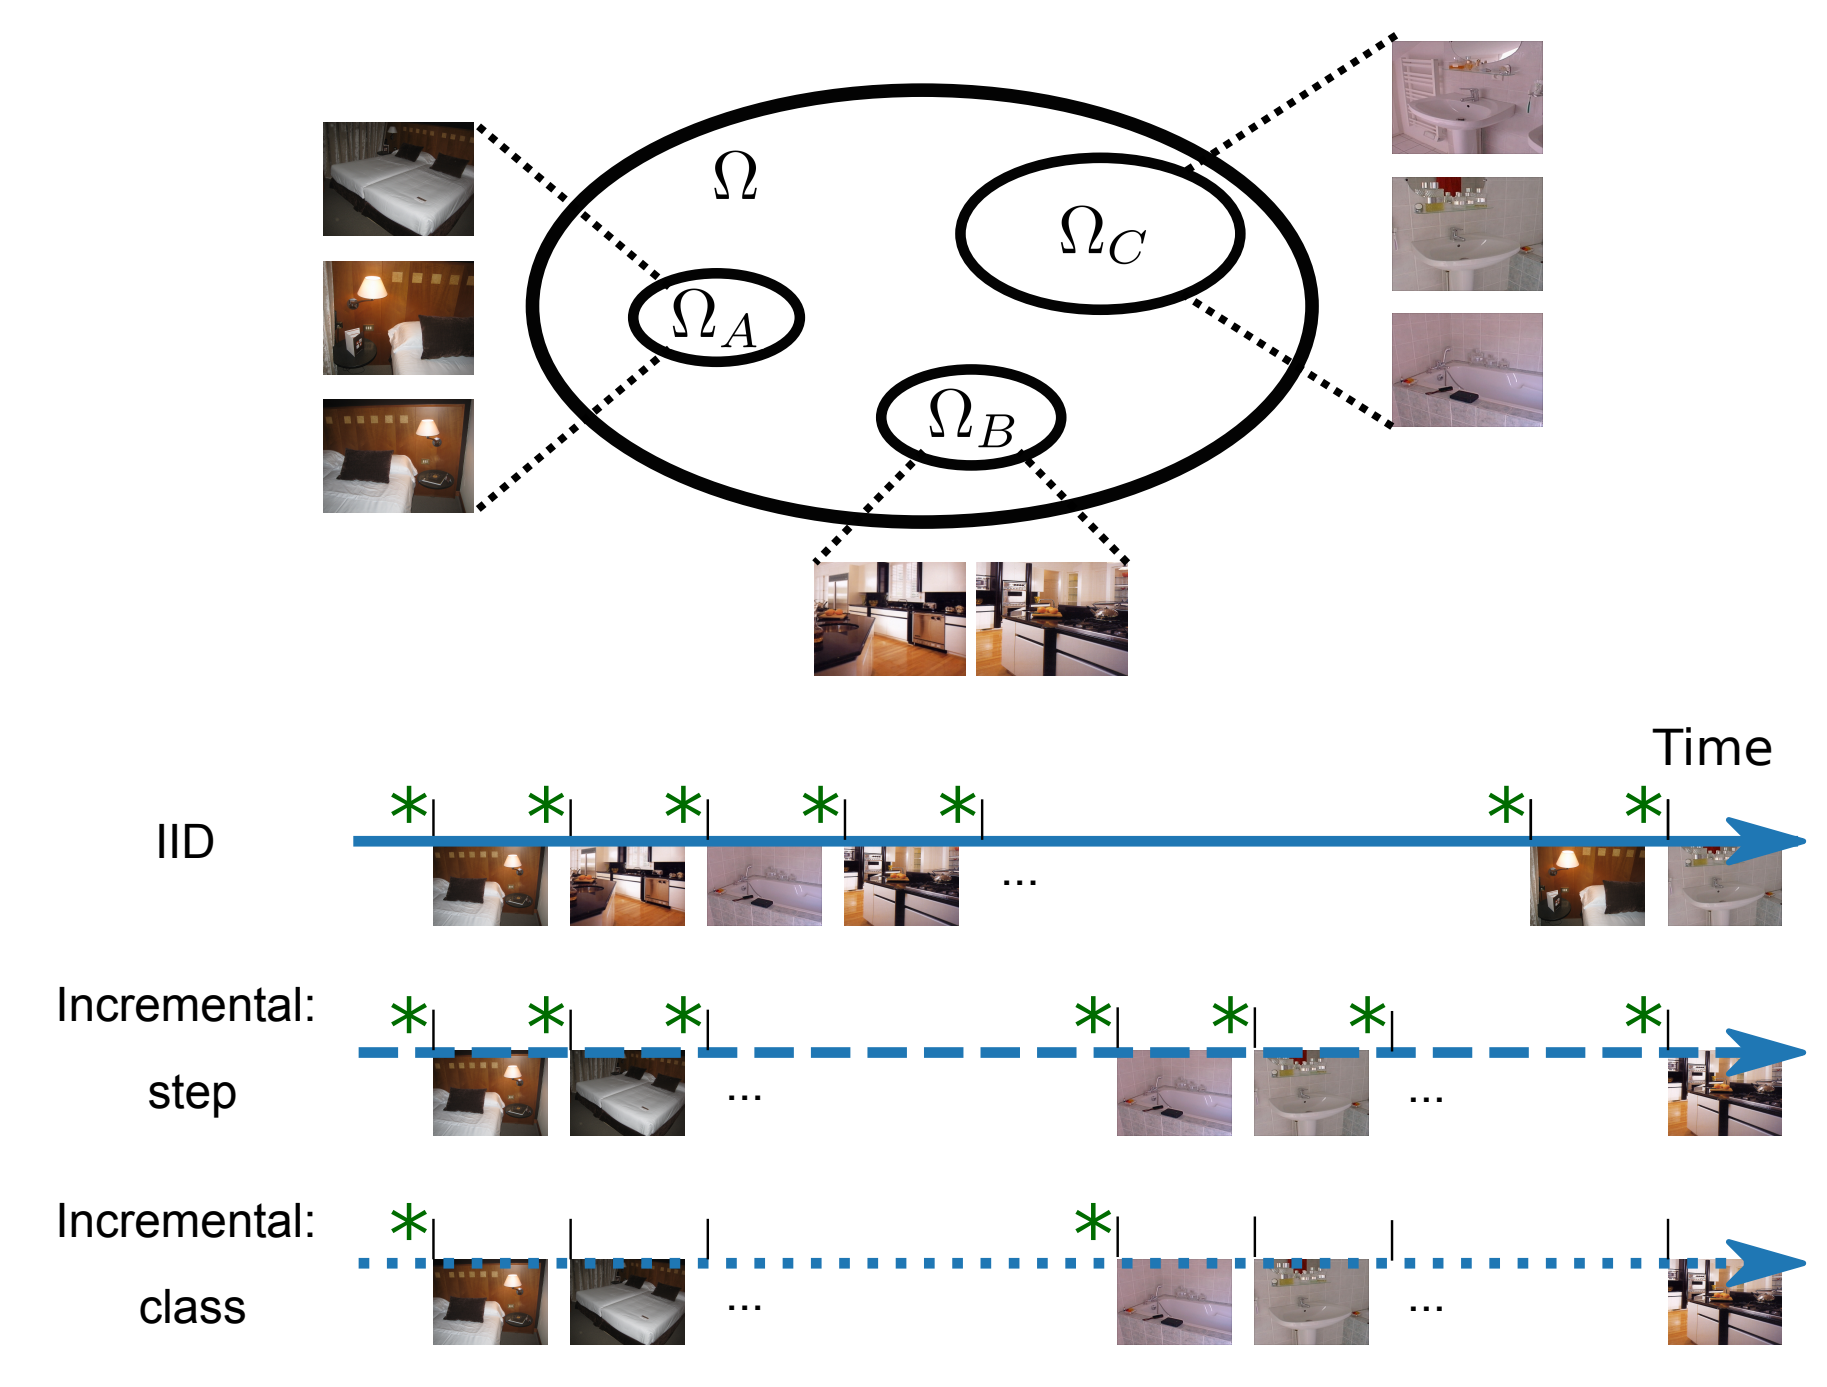 Ω
Ω_C
Ω_A
Ω_B
Time
* * * * * * *
IID
...
* * * * * * *
Incremental:
step
... ...
* *
Incremental:
class
... ...